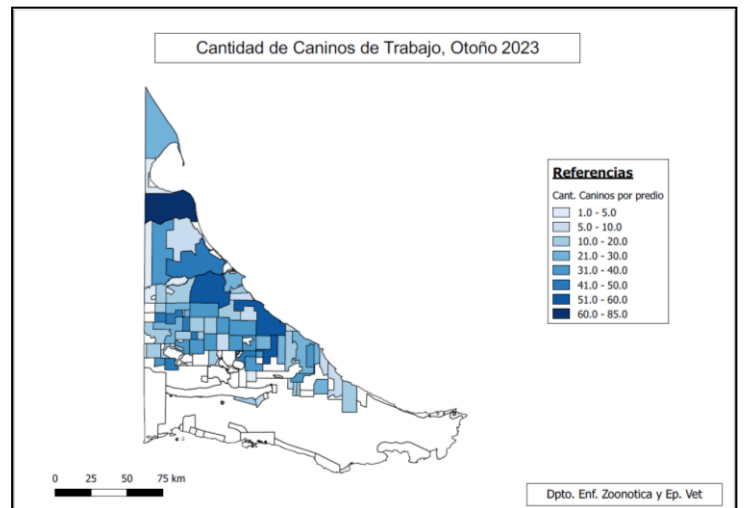 Cantidad de Caninos de Trabajo, Otoño 2023
Referencias
Cant. Caninos por predio
1.0 - 5.0
5.0 - 10.0
10.0 - 20.0
21.0 - 30.0
31.0 - 40.0
41.0 - 50.0
51.0 - 60.0
60.0 - 85.0
0 25 50 75 km
Dpto. Enf. Zoonotica y Ep. Vet